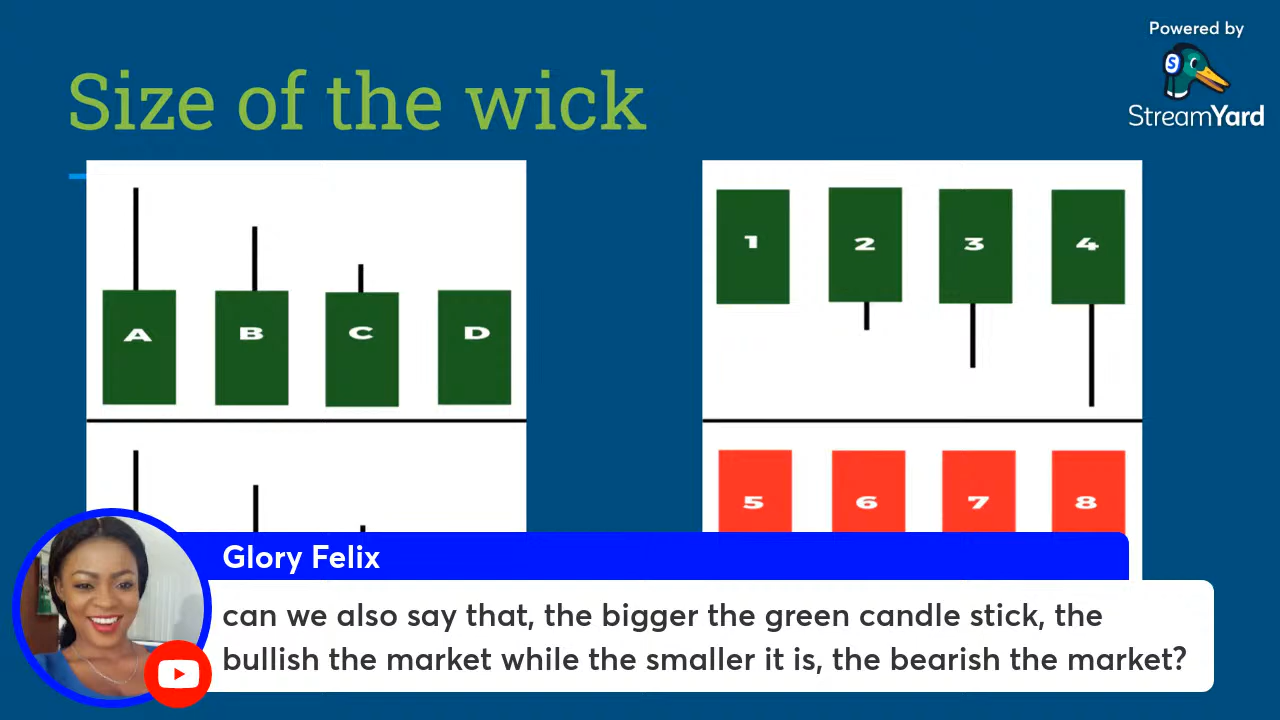 Powered by
S
StreamYard
Size of the wick
A B C D
1 2 3 4
5 6 7 8
Glory Felix
can we also say that, the bigger the green candle stick, the
bullish the market while the smaller it is, the bearish the market?